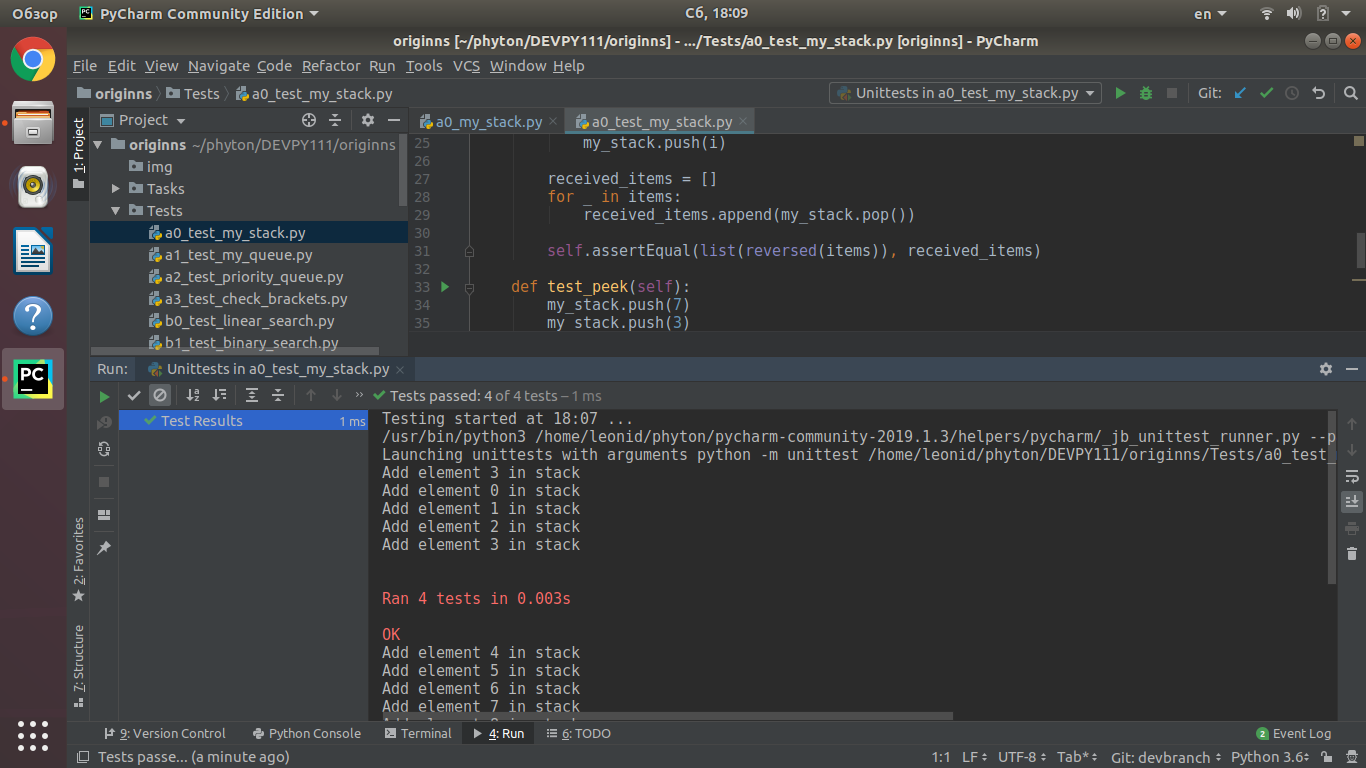 Обзор PyCharm Community Edition Сб, 18:09 en
originns [~/phyton/DEVPY111/originns] - .../Tests/a0_test_my_stack.py [originns] - PyCharm
File Edit View Navigate Code Refactor Run Tools VCS Window Help
originns Tests a0_test_my_stack.py Unittests in a0_test_my_stack.py Git:
1: Project
Project
originns ~/phyton/DEVPY111/originns
img
Tasks
Tests
a0_test_my_stack.py
a1_test_my_queue.py
a2_test_priority_queue.py
a3_test_check_brackets.py
b0_test_linear_search.py
b1_test_binary_search.py
a0_my_stack.py a0_test_my_stack.py
25 my_stack.push(i)
26
27 received_items = []
28 for _ in items:
29 received_items.append(my_stack.pop())
30
31 self.assertEqual(list(reversed(items)), received_items)
32
33 def test_peek(self):
34 my_stack.push(7)
35 my_stack.push(3)
Run: Unittests in a0_test_my_stack.py
Tests passed: 4 of 4 tests – 1 ms
Test Results 1 ms
Testing started at 18:07 ...
/usr/bin/python3 /home/leonid/phyton/pycharm-community-2019.1.3/helpers/pycharm/_jb_unittest_runner.py --p
Launching unittests with arguments python -m unittest /home/leonid/phyton/DEVPY111/originns/Tests/a0_test_
Add element 3 in stack
Add element 0 in stack
Add element 1 in stack
Add element 2 in stack
Add element 3 in stack
Ran 4 tests in 0.003s
OK
Add element 4 in stack
Add element 5 in stack
Add element 6 in stack
Add element 7 in stack
2: Favorites
7: Structure
9: Version Control Python Console Terminal 4: Run 6: TODO 2 Event Log
Tests passe... (a minute ago) 1:1 LF UTF-8 Tab* Git: devbranch Python 3.6